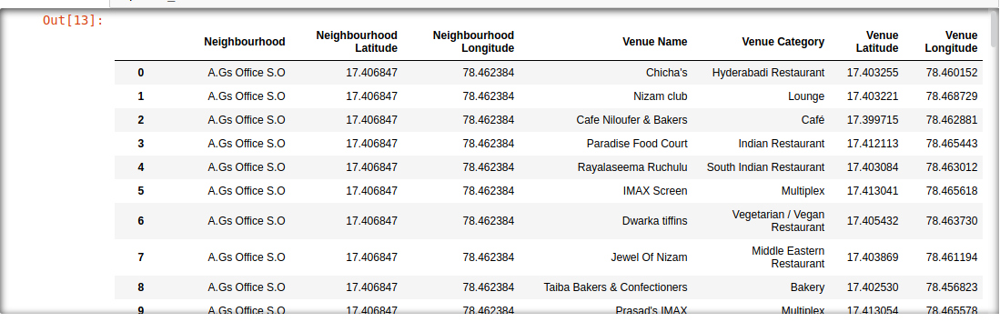 Out[13]:
Neighbourhood Neighbourhood Latitude Neighbourhood Longitude Venue Name Venue Category Venue Latitude Venue Longitude
0 A.Gs Office S.O 17.406847 78.462384 Chicha's Hyderabadi Restaurant 17.403255 78.460152
1 A.Gs Office S.O 17.406847 78.462384 Nizam club Lounge 17.403221 78.468729
2 A.Gs Office S.O 17.406847 78.462384 Cafe Niloufer & Bakers Café 17.399715 78.462881
3 A.Gs Office S.O 17.406847 78.462384 Paradise Food Court Indian Restaurant 17.412113 78.465443
4 A.Gs Office S.O 17.406847 78.462384 Rayalaseema Ruchulu South Indian Restaurant 17.403084 78.463012
5 A.Gs Office S.O 17.406847 78.462384 IMAX Screen Multiplex 17.413041 78.465618
6 A.Gs Office S.O 17.406847 78.462384 Dwarka tiffins Vegetarian / Vegan Restaurant 17.405432 78.463730
7 A.Gs Office S.O 17.406847 78.462384 Jewel Of Nizam Middle Eastern Restaurant 17.403869 78.461194
8 A.Gs Office S.O 17.406847 78.462384 Taiba Bakers & Confectioners Bakery 17.402530 78.456823
9 A.Gs Office S.O 17.406847 78.462384 Prasad's IMAX Multiplex 17.413054 78.465578